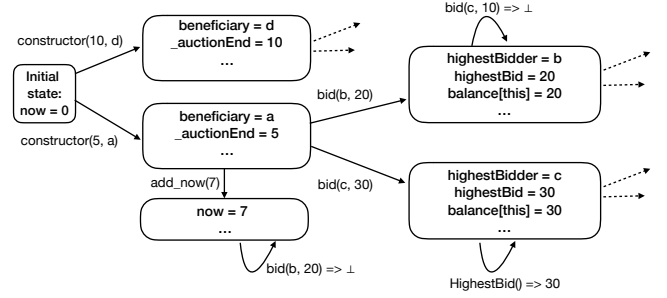 bid(c, 10) => ⊥
constructor(10, d)
beneficiary = d
_auctionEnd = 10
...
highestBidder = b
highestBid = 20
balance[this] = 20
...
Initial
state:
now = 0
bid(b, 20)
beneficiary = a
_auctionEnd = 5
...
constructor(5, a)
add_now(7)
bid(c, 30)
highestBidder = c
highestBid = 30
balance[this] = 30
...
now = 7
...
bid(b, 20) => ⊥
HighestBid() => 30